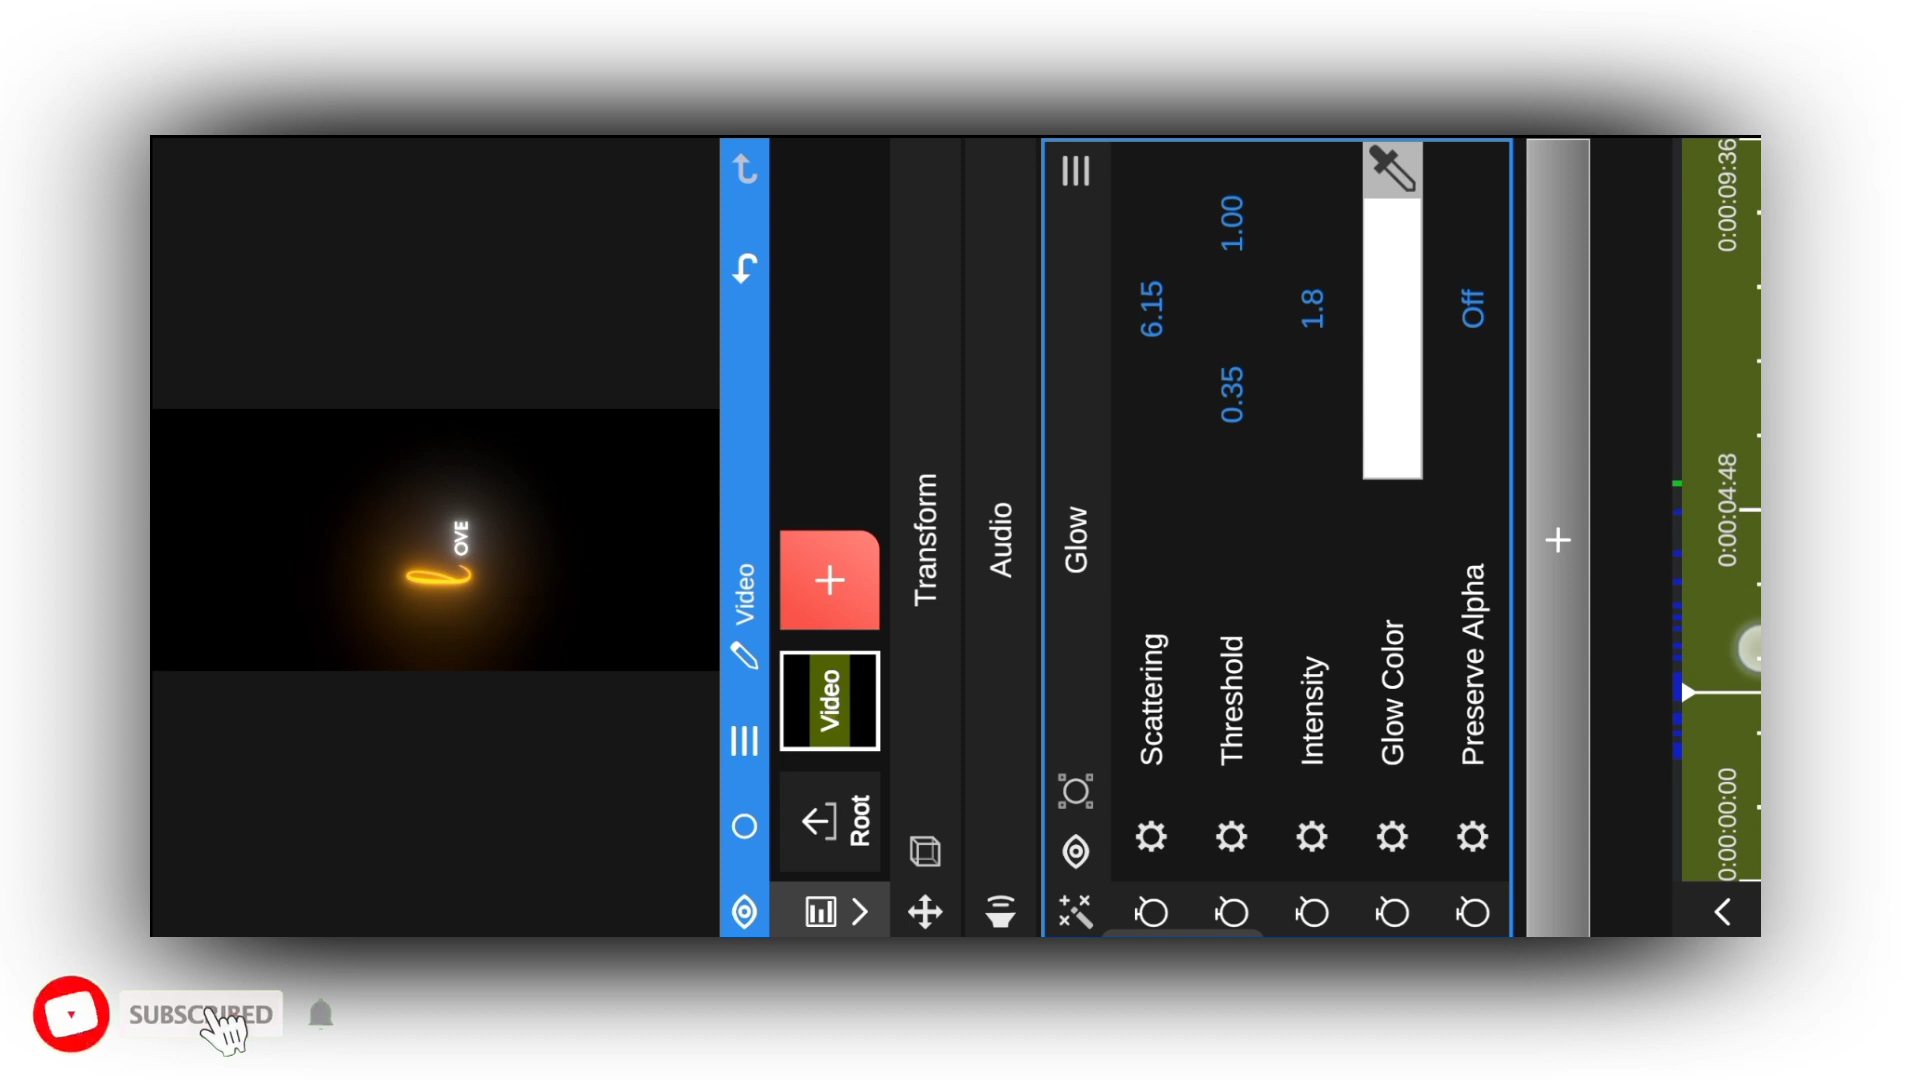 l OVE
Video
Root
Video
Transform
Audio
Glow
Scattering 6.15
Threshold 0.35 1.00
Intensity 1.8
Glow Color
Preserve Alpha Off
0:00:00:00 0:00:04:48 0:00:09:36
SUBSCRIBED